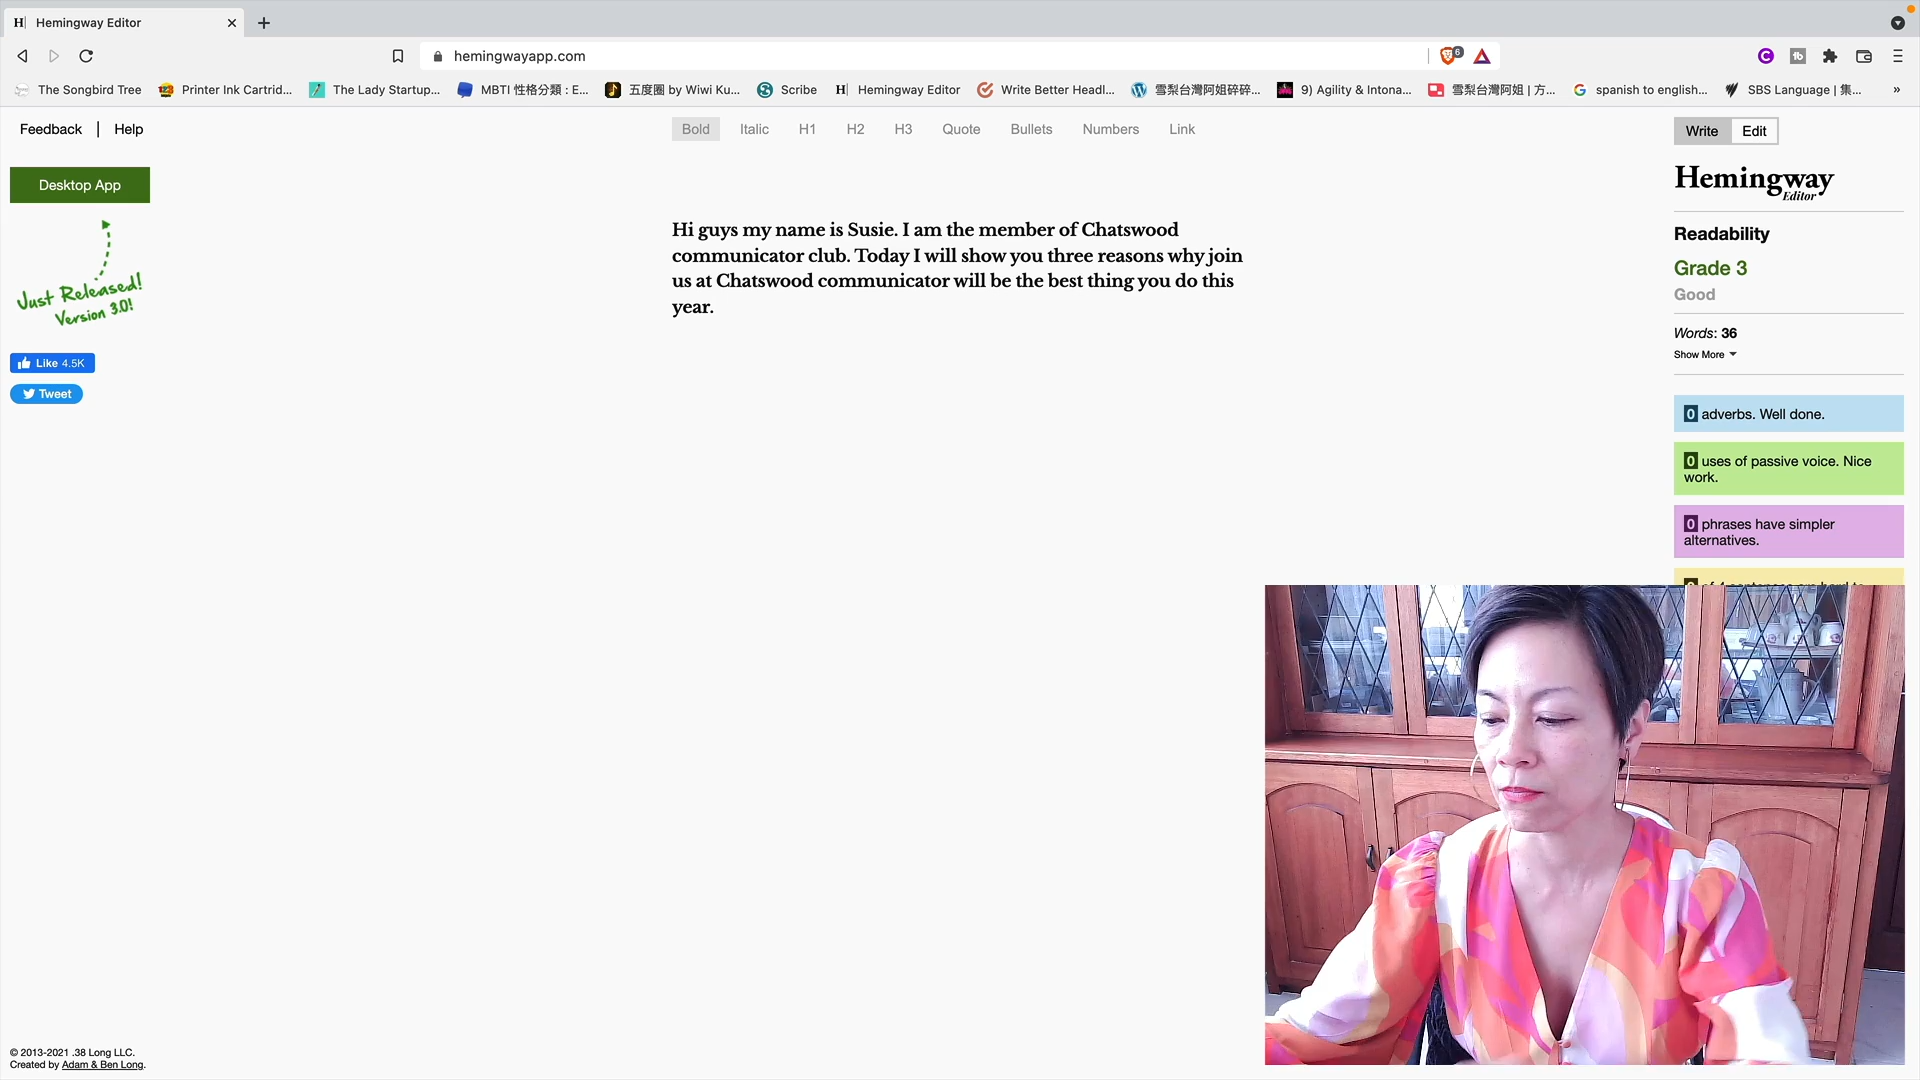 Hemingway Editor
hemingwayapp.com
6
The Songbird Tree
Printer Ink Cartrid...
The Lady Startup...
MBTI 性格分類 : E...
五度圈 by Wiwi Ku...
Scribe
Hemingway Editor
Write Better Headl...
雪梨台灣阿姐碎碎...
9) Agility & Intona...
雪梨台灣阿姐 | 方...
spanish to english...
SBS Language | 集...
»
Feedback | Help
Bold Italic H1 H2 H3 Quote Bullets Numbers Link
Write Edit
Desktop App
Just Released!
Version 3.0!
Like 4.5K
Tweet
Hi guys my name is Susie. I am the member of Chatswood
communicator club. Today I will show you three reasons why join
us at Chatswood communicator will be the best thing you do this
year.
Hemingway
Editor
Readability
Grade 3
Good
Words: 36
Show More
0 adverbs. Well done.
0 uses of passive voice. Nice
work.
0 phrases have simpler
alternatives.
© 2013-2021 .38 Long LLC.
Created by Adam & Ben Long.